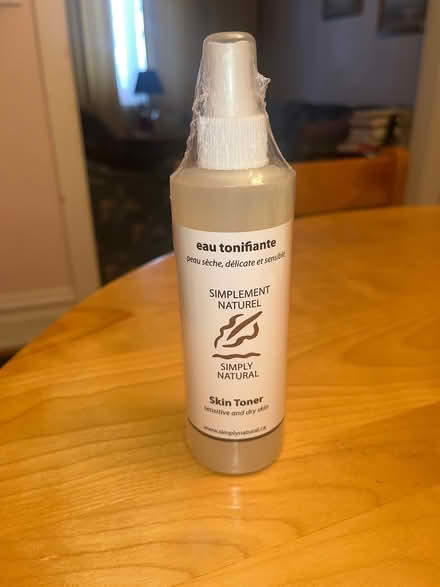 eau tonifiante
peau sèche, délicate et sensible
SIMPLEMENT
NATUREL
SIMPLY
NATURAL
Skin Toner
sensitive and dry skin
www.simplynatural.ca